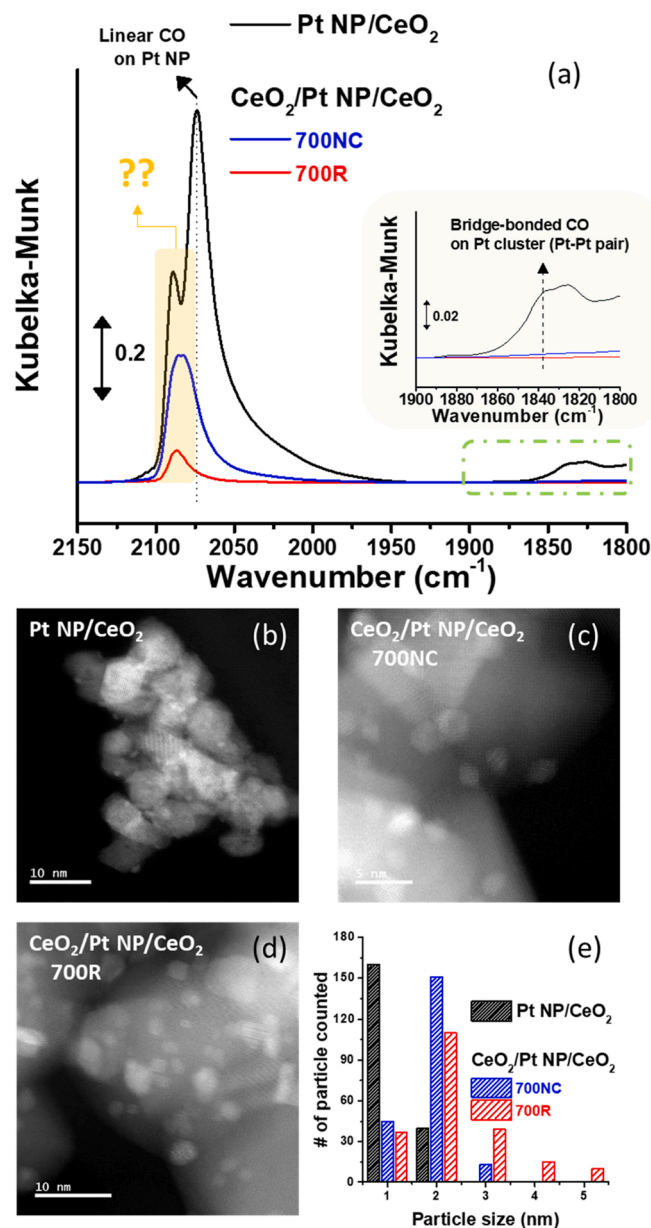 Linear CO
on Pt NP
Pt NP/CeO2
(a)
CeO2/Pt NP/CeO2
700NC
700R
??
0.2
Kubelka-Munk
Bridge-bonded CO
on Pt cluster (Pt-Pt pair)
0.02
Kubelka-Munk
1900 1880 1860 1840 1820 1800
Wavenumber (cm-1)
2150 2100 2050 2000 1950 1900 1850 1800
Wavenumber (cm-1)
Pt NP/CeO2
(b)
10 nm
CeO2/Pt NP/CeO2
700NC
(c)
5 nm
CeO2/Pt NP/CeO2
700R
(d)
10 nm
(e)
180
150
120
90
60
30
0
# of particle counted
Pt NP/CeO2
CeO2/Pt NP/CeO2
700NC
700R
1 2 3 4 5
Particle size (nm)